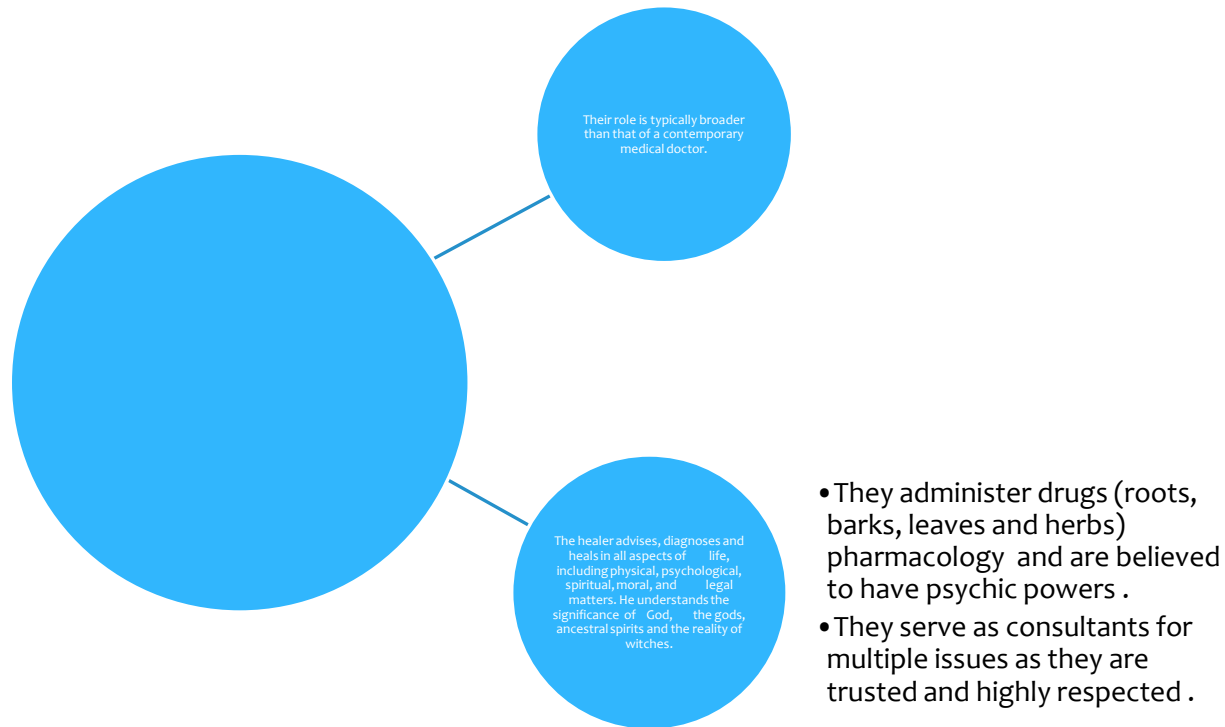 Their role is typically broader
than that of a contemporary
medical doctor.
The healer advises, diagnoses and
heals in all aspects of life,
including physical, psychological,
spiritual, moral, and legal
matters. He understands the
significance of God, the gods,
ancestral spirits and the reality of
witches.
•They administer drugs (roots,
barks, leaves and herbs)
pharmacology and are believed
to have psychic powers .
•They serve as consultants for
multiple issues as they are
trusted and highly respected .